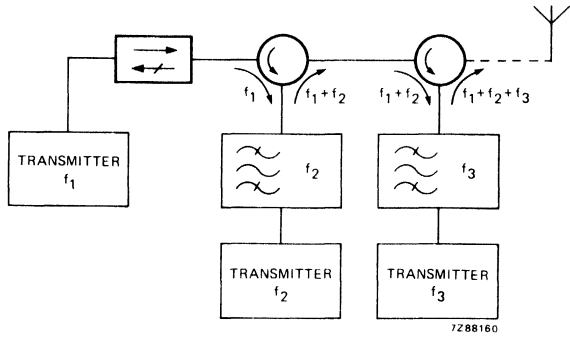 f1
f1+f2
f1+f2
f1+f2+f3
TRANSMITTER
f1
f2
f3
TRANSMITTER
f2
TRANSMITTER
f3
7Z88160